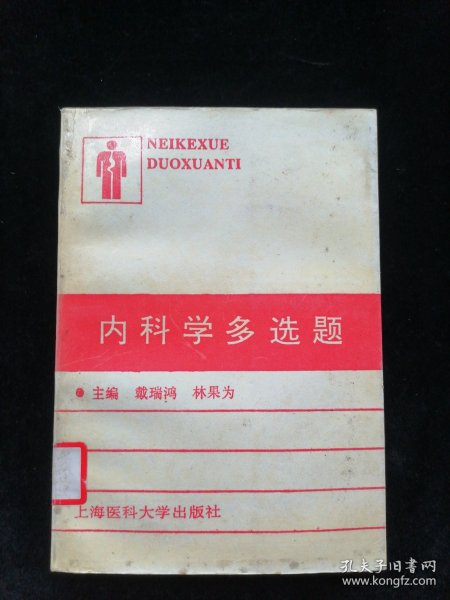 NEIKEXUE
DUOXUANTI
内科学多选题
主编 戴瑞鸿 林果为
上海医科大学出版社
孔夫子旧书网
www.kongfz.com